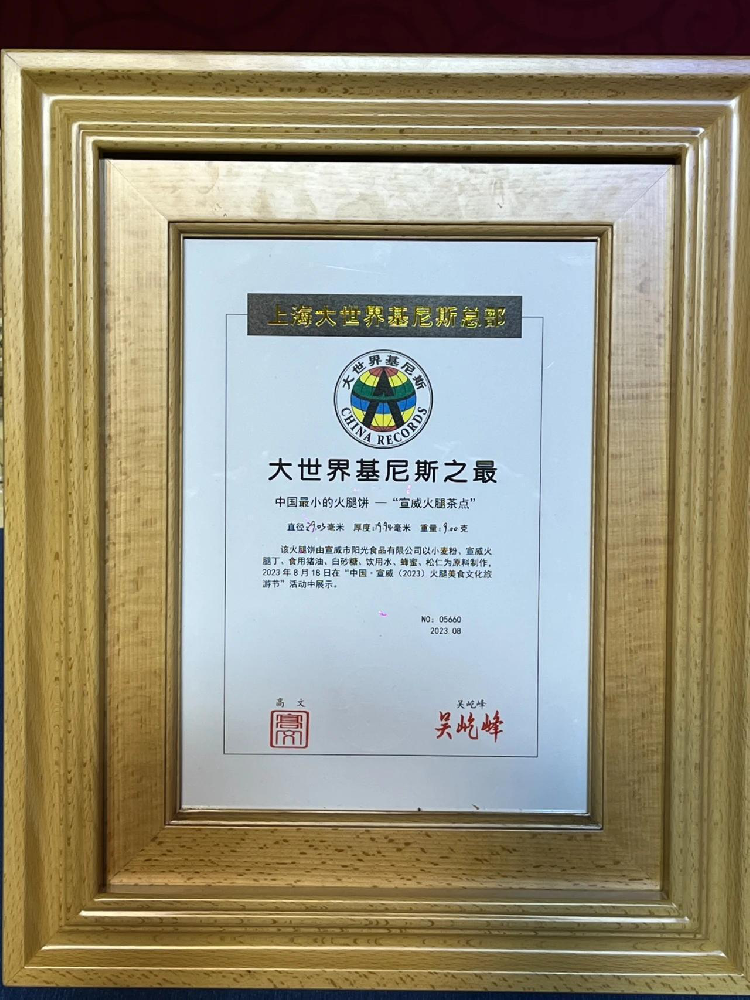 上海大世界基尼斯总部
大世界基尼斯
CHINA RECORDS
大世界基尼斯之最
中国最小的火腿饼 — “宣威火腿茶点”
直径：29.03毫米 厚度：19.94毫米 重量：9.00克
该火腿饼由宣威市阳光食品有限公司以小麦粉、宣威火
腿丁、食用猪油、白砂糖、饮用水、蜂蜜、松仁为原料制作。
2023年8月16日在“中国·宣威（2023）火腿美食文化旅
游节”活动中展示。
NO: 05660
2023.08
高 文 吴屹峰
高文 吴屹峰